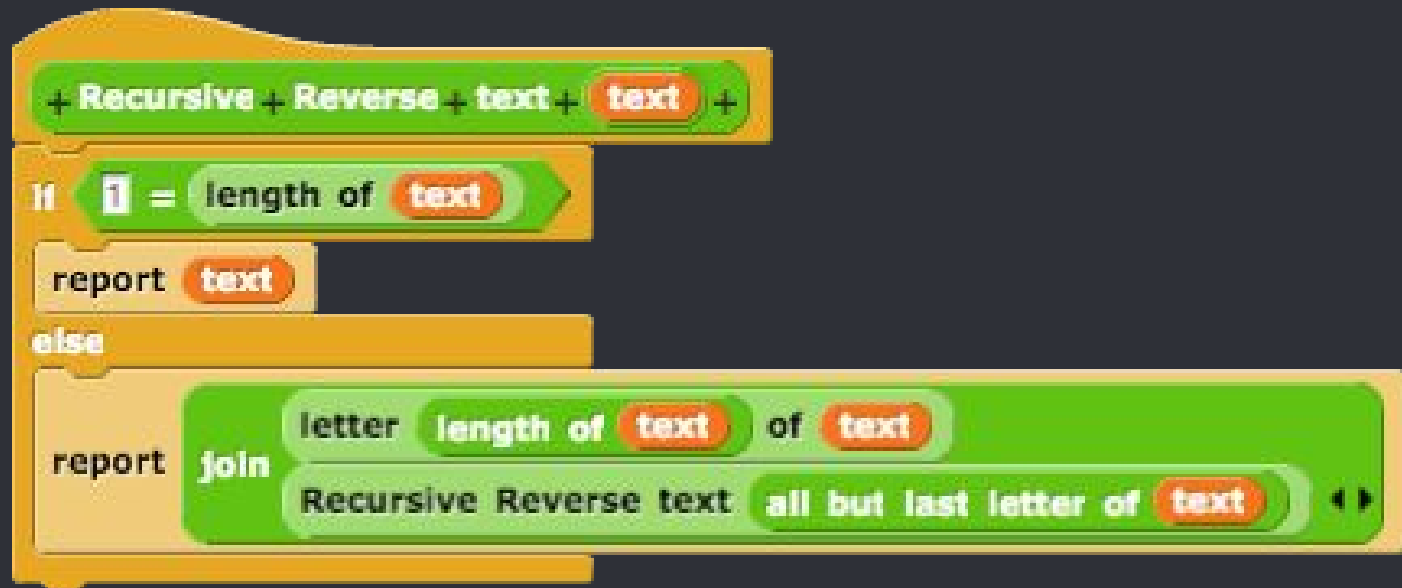 + Recursive + Reverse + text + text +
if 1 = length of text
report text
else
report join letter length of text of text
Recursive Reverse text all but last letter of text